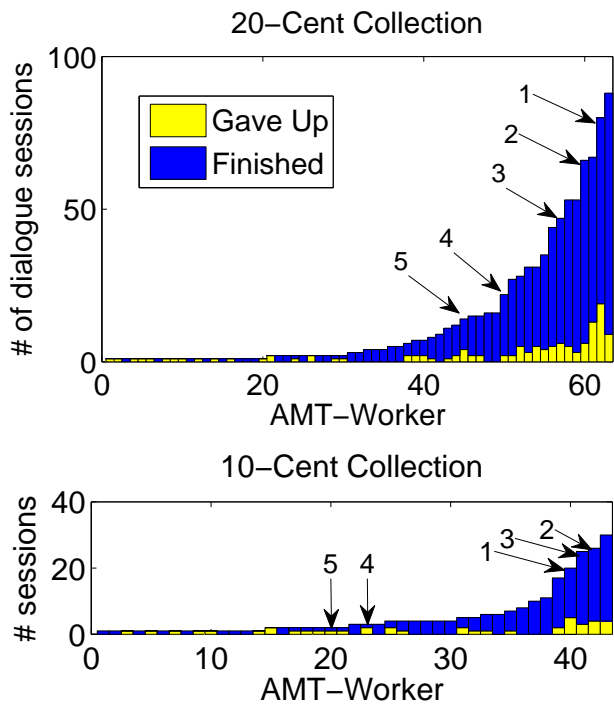 20−Cent Collection
100
50
0
# of dialogue sessions
Gave Up
Finished
1
2
3
4
5
0 20 40 60
AMT−Worker
10−Cent Collection
40
20
0
# sessions
5 4 1 3 2
0 10 20 30 40
AMT−Worker